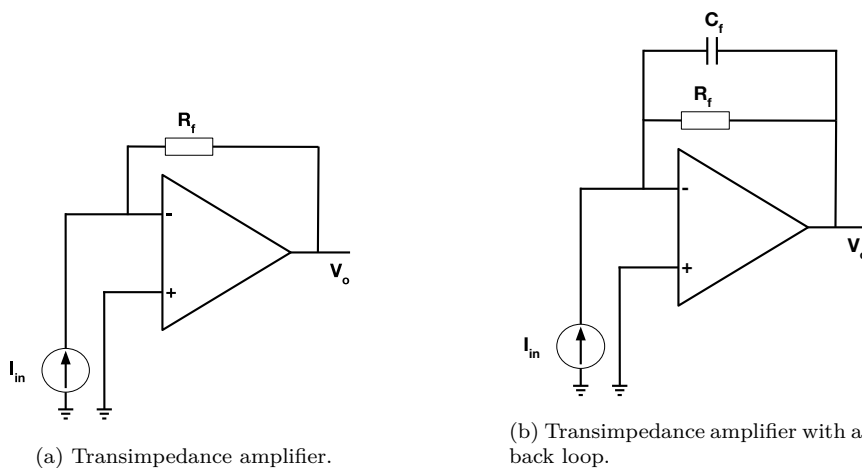 R_f
-
+
V_o
I_in
(a) Transimpedance amplifier.
C_f
R_f
-
+
V_o
I_in
(b) Transimpedance amplifier with a
back loop.